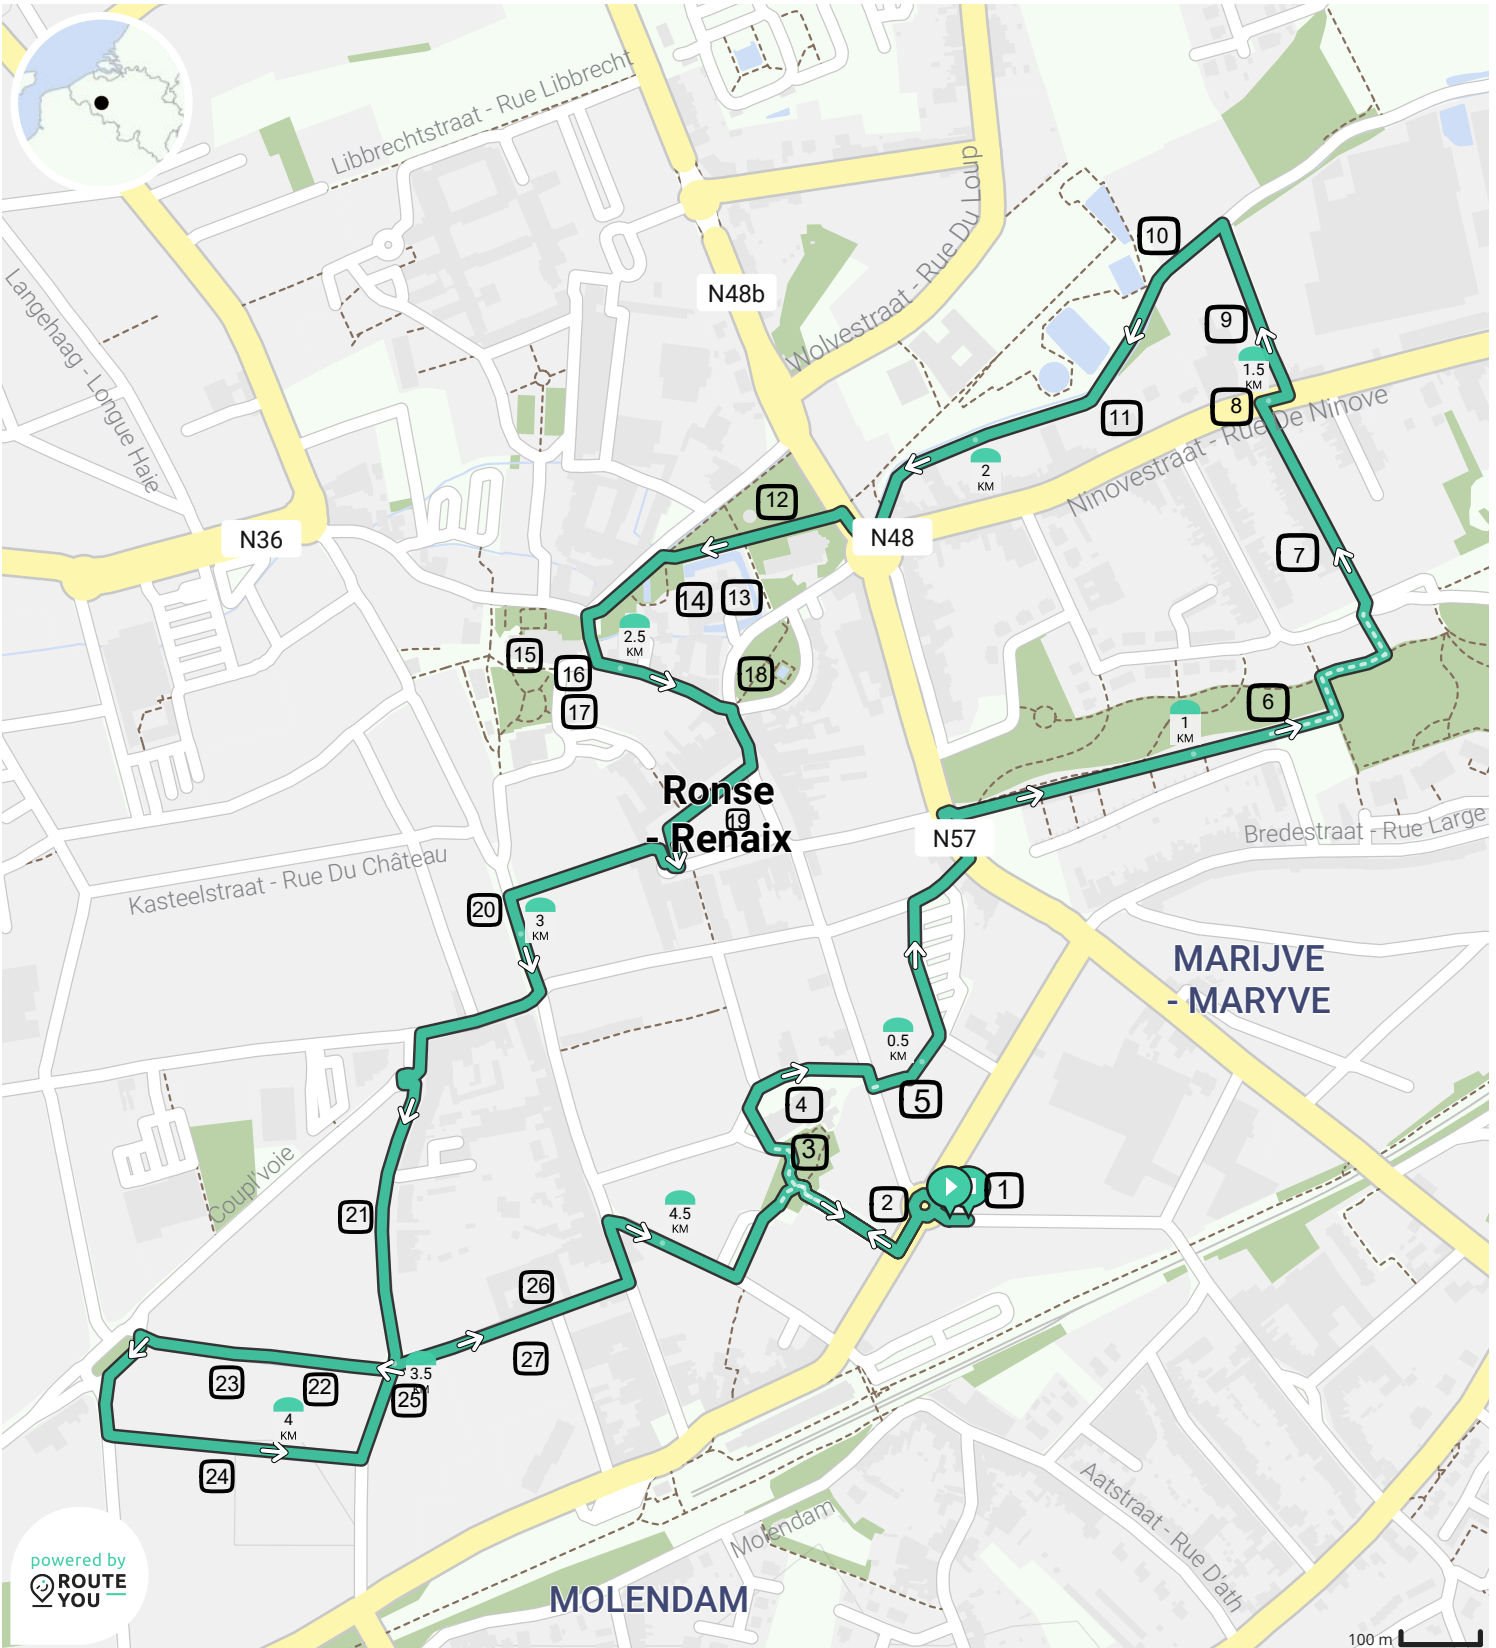 Libbrechtstraat - Rue Libbrecht
Wolvestraat - Rue Du Loup
N48b
10
9
1.5
KM
8
11
Langehaag - Longue Haie
2
KM
Ninovestraat - Rue De Ninove
12
N36
N48
7
14
13
2.5
KM
15
16
18
17
6
1
KM
Ronse
- Renaix
19
N57
Bredestraat - Rue Large
Kasteelstraat - Rue Du Château
20
3
KM
MARIJVE
- MARYVE
0.5
KM
4
5
3
Coupl'voie
1
2
21
4.5
KM
26
27
3.5
KM
23
22
25
4
KM
24
Aatstraat - Rue D'ath
Molendam
powered by
ROUTE
YOU
MOLENDAM
100 m